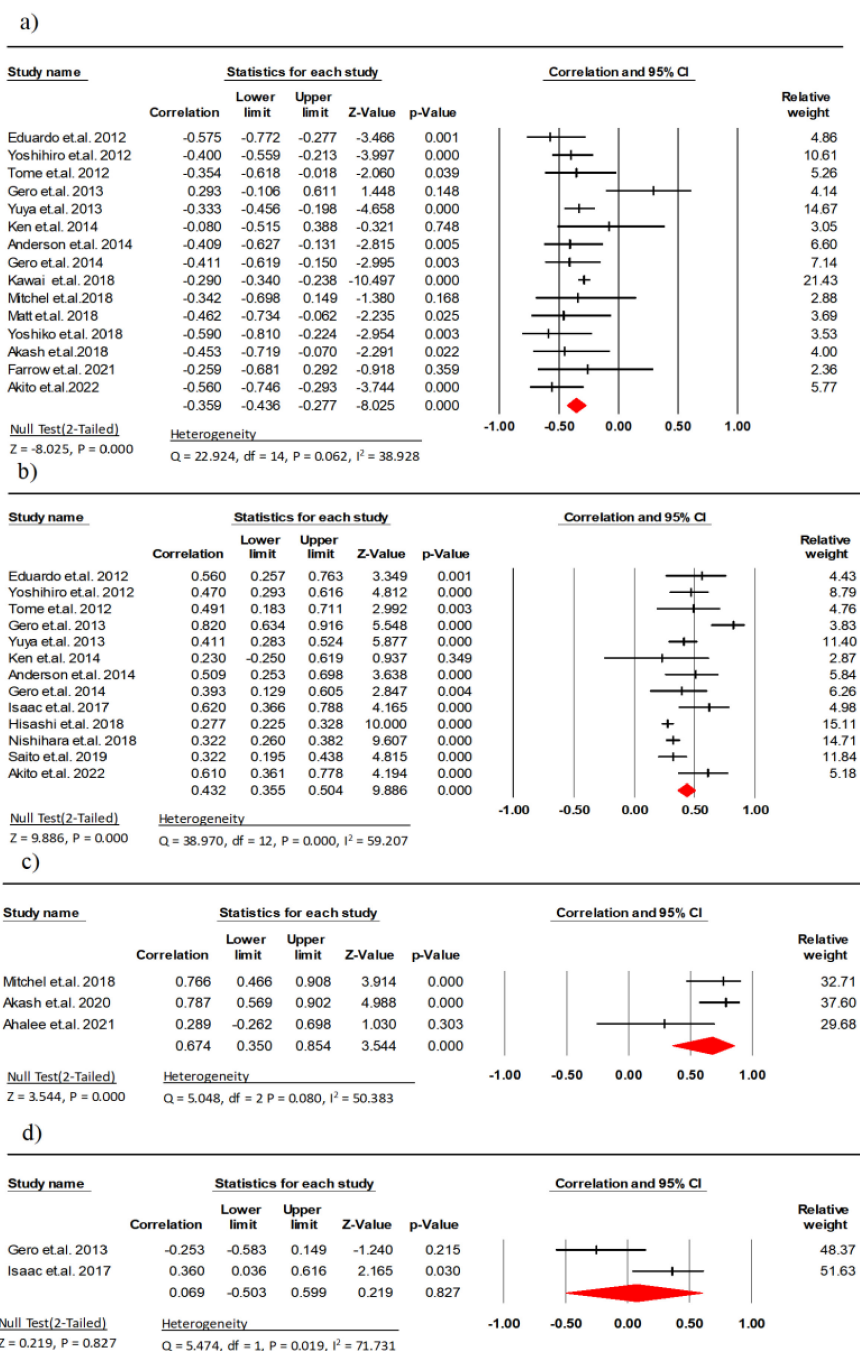 a)
Study name Statistics for each study Correlation and 95% CI
Correlation Lower limit Upper limit Z-Value p-Value Relative weight
Eduardo et.al. 2012 -0.575 -0.772 -0.277 -3.466 0.001 4.86
Yoshihiro et.al. 2012 -0.400 -0.559 -0.213 -3.997 0.000 10.61
Tome et.al. 2012 -0.354 -0.618 -0.018 -2.060 0.039 5.26
Gero et.al. 2013 0.293 -0.106 0.611 1.448 0.148 4.14
Yuya et.al. 2013 -0.333 -0.456 -0.198 -4.658 0.000 14.67
Ken et.al. 2014 -0.080 -0.515 0.388 -0.321 0.748 3.05
Anderson et.al. 2014 -0.409 -0.627 -0.131 -2.815 0.005 6.60
Gero et.al. 2014 -0.411 -0.619 -0.150 -2.995 0.003 7.14
Kawai et.al. 2018 -0.290 -0.340 -0.238 -10.497 0.000 21.43
Mitchel et.al.2018 -0.342 -0.698 0.149 -1.380 0.168 2.88
Matt et.al. 2018 -0.462 -0.734 -0.062 -2.235 0.025 3.69
Yoshiko et.al. 2018 -0.590 -0.810 -0.224 -2.954 0.003 3.53
Akash et.al.2018 -0.453 -0.719 -0.070 -2.291 0.022 4.00
Farrow et.al. 2021 -0.259 -0.681 0.292 -0.918 0.359 2.36
Akito et.al.2022 -0.560 -0.746 -0.293 -3.744 0.000 5.77
-0.359 -0.436 -0.277 -8.025 0.000
-1.00 -0.50 0.00 0.50 1.00
Null Test(2-Tailed) Heterogeneity
Z = -8.025, P = 0.000 Q = 22.924, df = 14, P = 0.062, I² = 38.928
b)
Study name Statistics for each study Correlation and 95% CI
Correlation Lower limit Upper limit Z-Value p-Value Relative weight
Eduardo et.al. 2012 0.560 0.257 0.763 3.349 0.001 4.43
Yoshihiro et.al. 2012 0.470 0.293 0.616 4.812 0.000 8.79
Tome et.al. 2012 0.491 0.183 0.711 2.992 0.003 4.76
Gero et.al. 2013 0.820 0.634 0.916 5.548 0.000 3.83
Yuya et.al. 2013 0.411 0.283 0.524 5.877 0.000 11.40
Ken et.al. 2014 0.230 -0.250 0.619 0.937 0.349 2.87
Anderson et.al. 2014 0.509 0.253 0.698 3.638 0.000 5.84
Gero et.al. 2014 0.393 0.129 0.605 2.847 0.004 6.26
Isaac et.al. 2017 0.620 0.366 0.788 4.165 0.000 4.98
Hisashi et.al. 2018 0.277 0.225 0.328 10.000 0.000 15.11
Nishihara et.al. 2018 0.322 0.260 0.382 9.607 0.000 14.71
Saito et.al. 2019 0.322 0.195 0.438 4.815 0.000 11.84
Akito et.al. 2022 0.610 0.361 0.778 4.194 0.000 5.18
0.432 0.355 0.504 9.886 0.000
-1.00 -0.50 0.00 0.50 1.00
Null Test(2-Tailed) Heterogeneity
Z = 9.886, P = 0.000 Q = 38.970, df = 12, P = 0.000, I² = 59.207
c)
Study name Statistics for each study Correlation and 95% CI
Correlation Lower limit Upper limit Z-Value p-Value Relative weight
Mitchel et.al. 2018 0.766 0.466 0.908 3.914 0.000 32.71
Akash et.al. 2020 0.787 0.569 0.902 4.988 0.000 37.60
Ahalee et.al. 2021 0.289 -0.262 0.698 1.030 0.303 29.68
0.674 0.350 0.854 3.544 0.000
-1.00 -0.50 0.00 0.50 1.00
Null Test(2-Tailed) Heterogeneity
Z = 3.544, P = 0.000 Q = 5.048, df = 2 P = 0.080, I² = 50.383
d)
Study name Statistics for each study Correlation and 95% CI
Correlation Lower limit Upper limit Z-Value p-Value Relative weight
Gero et.al. 2013 -0.253 -0.583 0.149 -1.240 0.215 48.37
Isaac et.al. 2017 0.360 0.036 0.616 2.165 0.030 51.63
0.069 -0.503 0.599 0.219 0.827
-1.00 -0.50 0.00 0.50 1.00
Null Test(2-Tailed) Heterogeneity
Z = 0.219, P = 0.827 Q = 5.474, df = 1, P = 0.019, I² = 71.731